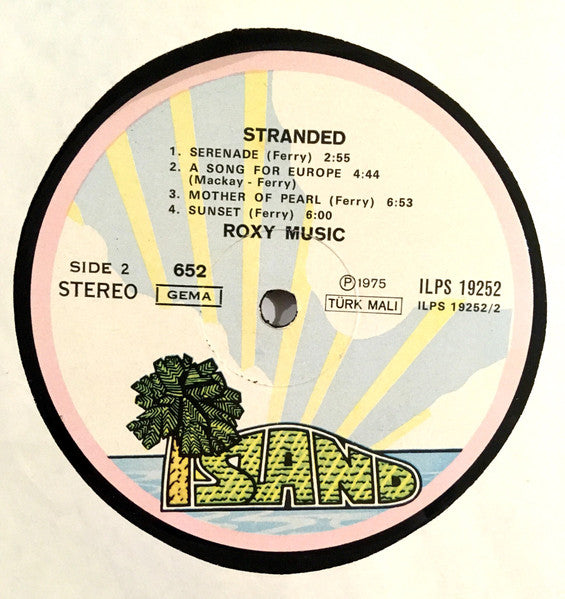 STRANDED
1. SERENADE (Ferry) 2:55
2. A SONG FOR EUROPE 4:44
(Mackay - Ferry)
3. MOTHER OF PEARL (Ferry) 6:53
4. SUNSET (Ferry) 6:00
ROXY MUSIC
SIDE 2 652
STEREO GEMA
Ⓟ 1975 ILPS 19252
TÜRK MALI ILPS 19252/2
ISLAND